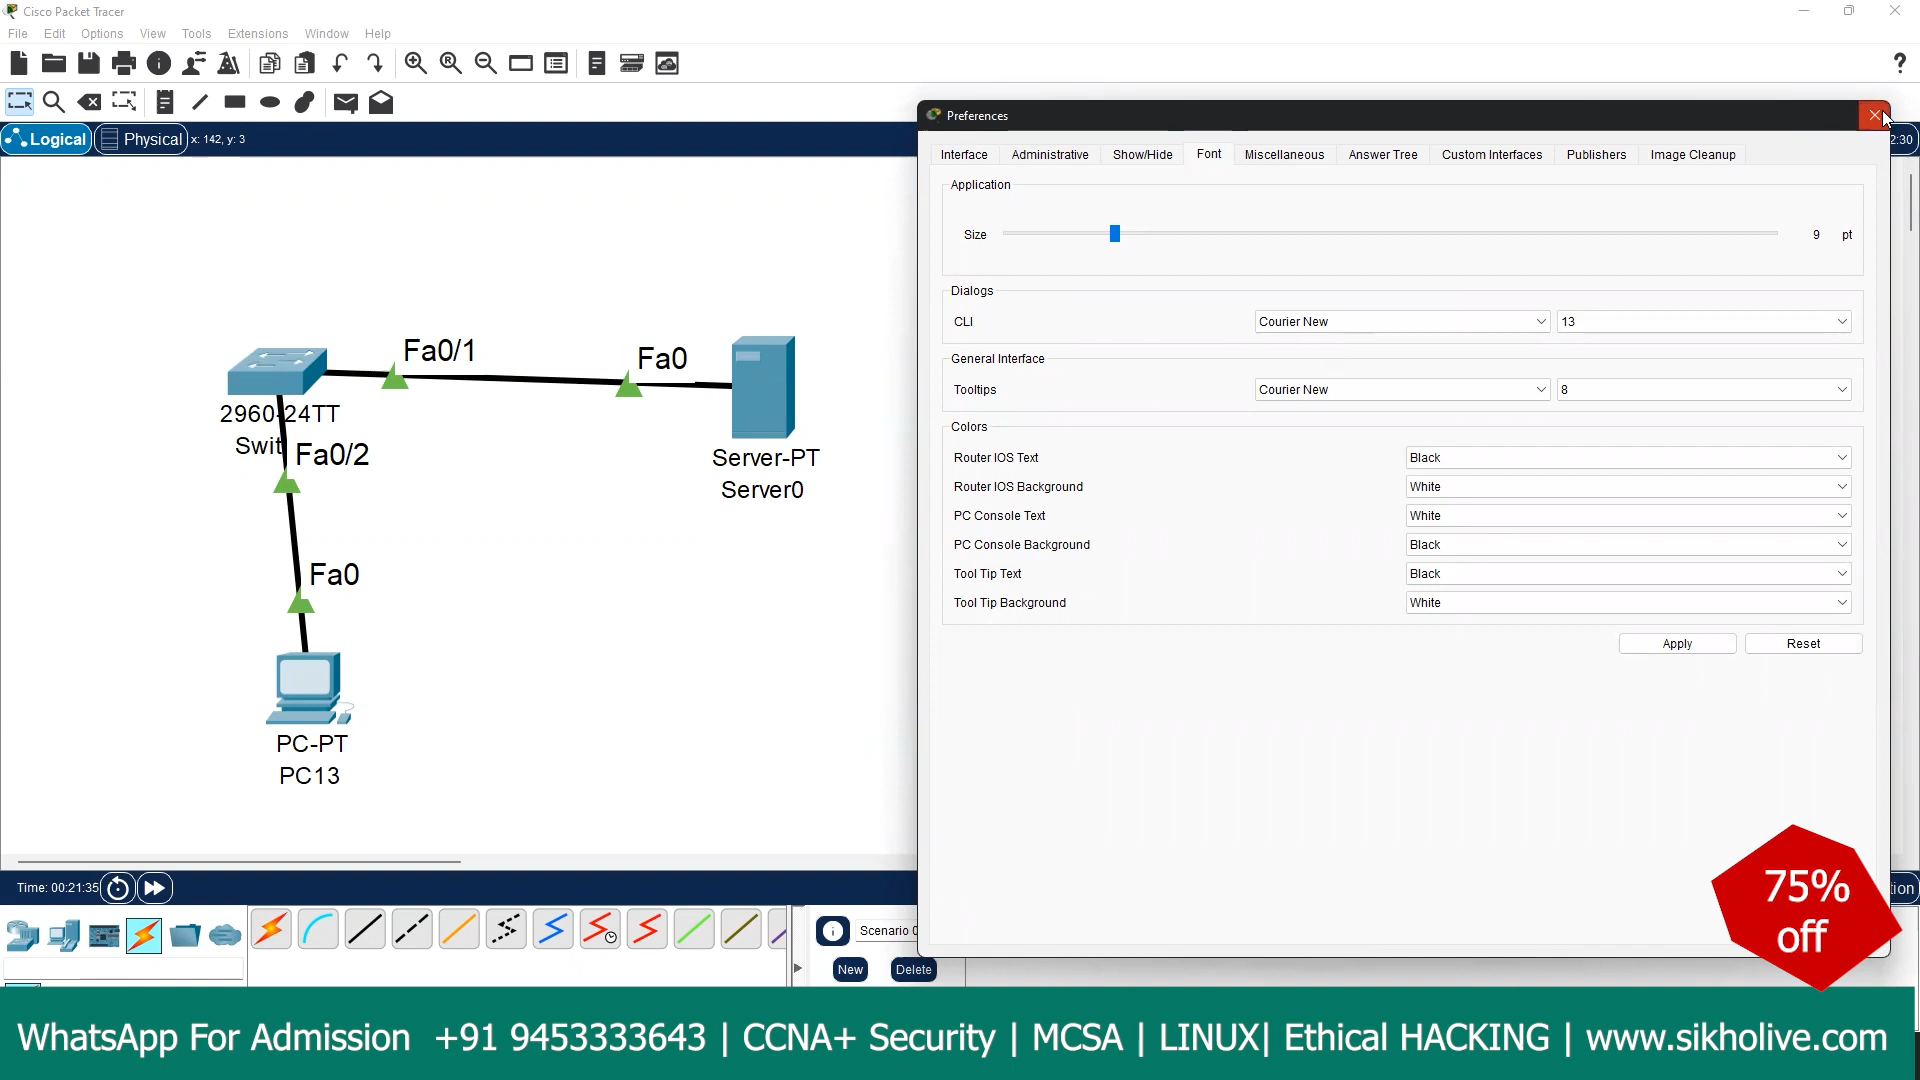 Cisco Packet Tracer
File Edit Options View Tools Extensions Window Help
Logical Physical x: 142, y: 3
2:30
Fa0/1
Fa0
2960-24TT
Swit
Fa0/2
Server-PT
Server0
Fa0
PC-PT
PC13
Preferences
Interface Administrative Show/Hide Font Miscellaneous Answer Tree Custom Interfaces Publishers Image Cleanup
Application
Size 9 pt
Dialogs
CLI Courier New 13
General Interface
Tooltips Courier New 8
Colors
Router IOS Text Black
Router IOS Background White
PC Console Text White
PC Console Background Black
Tool Tip Text Black
Tool Tip Background White
Apply Reset
Time: 00:21:35
tion
Scenario 0
New Delete
75%
off
WhatsApp For Admission +91 9453333643 | CCNA+ Security | MCSA | LINUX| Ethical HACKING | www.sikholive.com